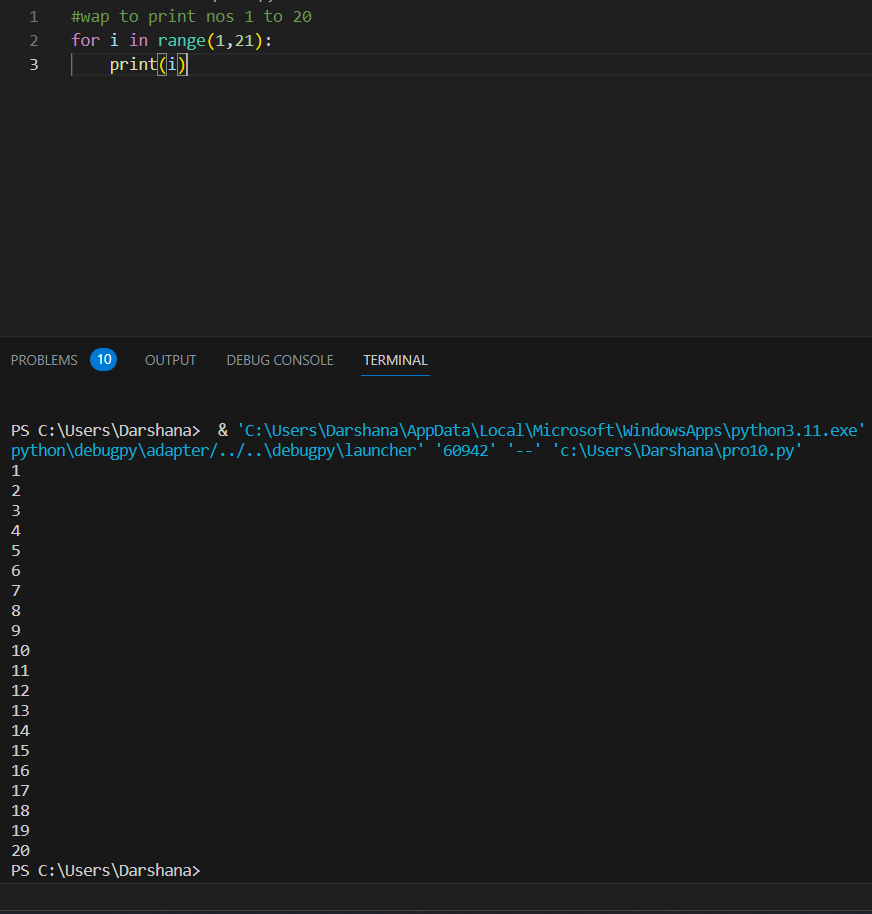 1 #wap to print nos 1 to 20
2 for i in range(1,21):
3     print(i)
PROBLEMS 10 OUTPUT DEBUG CONSOLE TERMINAL
PS C:\Users\Darshana>  & 'C:\Users\Darshana\AppData\Local\Microsoft\WindowsApps\python3.11.exe'
python\debugpy\adapter/../..\debugpy\launcher' '60942' '--' 'c:\Users\Darshana\pro10.py'
1
2
3
4
5
6
7
8
9
10
11
12
13
14
15
16
17
18
19
20
PS C:\Users\Darshana>